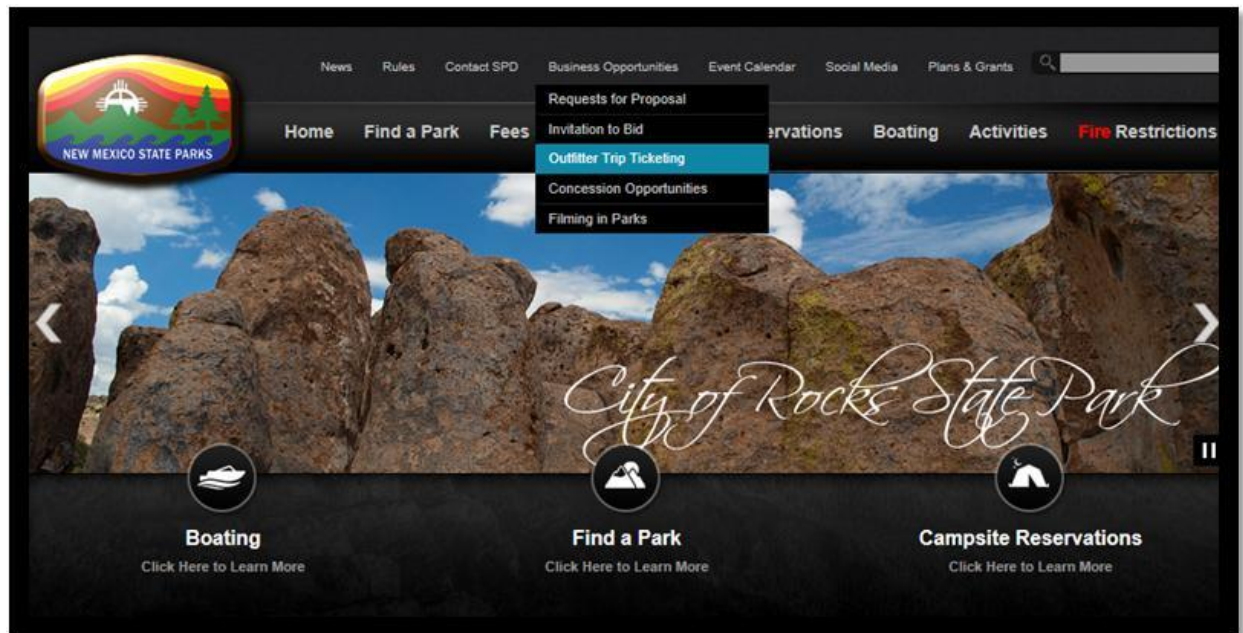 News Rules Contact SPD Business Opportunities Event Calendar Social Media Plans & Grants
Requests for Proposal
Invitation to Bid
Outfitter Trip Ticketing
Concession Opportunities
Filming in Parks
NEW MEXICO STATE PARKS
Home Find a Park Fees ervations Boating Activities Fire Restrictions
City of Rocks State Park
Boating
Click Here to Learn More
Find a Park
Click Here to Learn More
Campsite Reservations
Click Here to Learn More